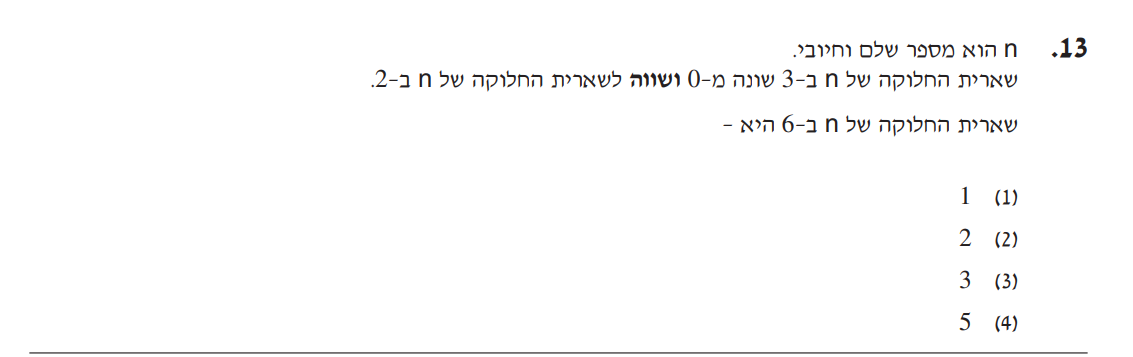 13. n הוא מספר שלם וחיובי.
שארית החלוקה של n ב-3 שונה מ-0 ושווה לשארית החלוקה של n ב-2.
שארית החלוקה של n ב-6 היא -
(1) 1
(2) 2
(3) 3
(4) 5